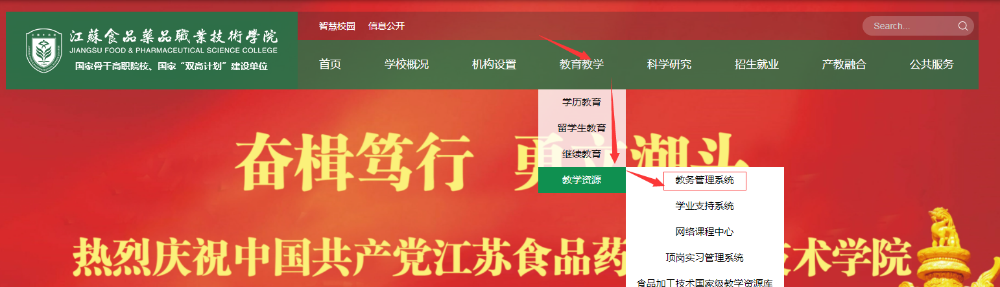 江蘇食品藥品職業技術學院
JIANGSU FOOD & PHARMACEUTICAL SCIENCE COLLEGE
国家骨干高职院校、国家“双高计划”建设单位
智慧校园 信息公开
Search...
首页 学校概况 机构设置 教育教学 科学研究 招生就业 产教融合 公共服务
学历教育
留学生教育
继续教育
教学资源
教务管理系统
学业支持系统
网络课程中心
顶岗实习管理系统
食品加工技术国家级教学资源库
奋楫笃行 勇立潮头
热烈庆祝中国共产党江苏食品药 技术学院